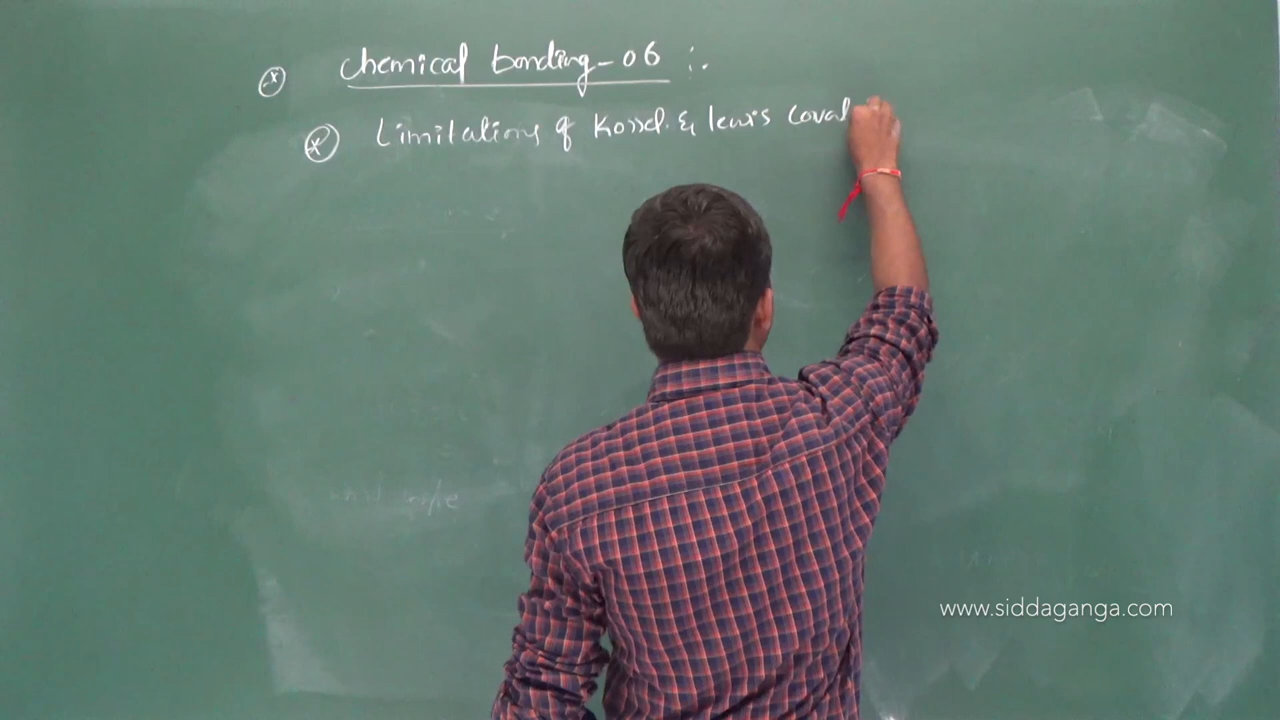 chemical bonding-06 :.
Limitations of Kossel & lewis coval
www.siddaganga.com